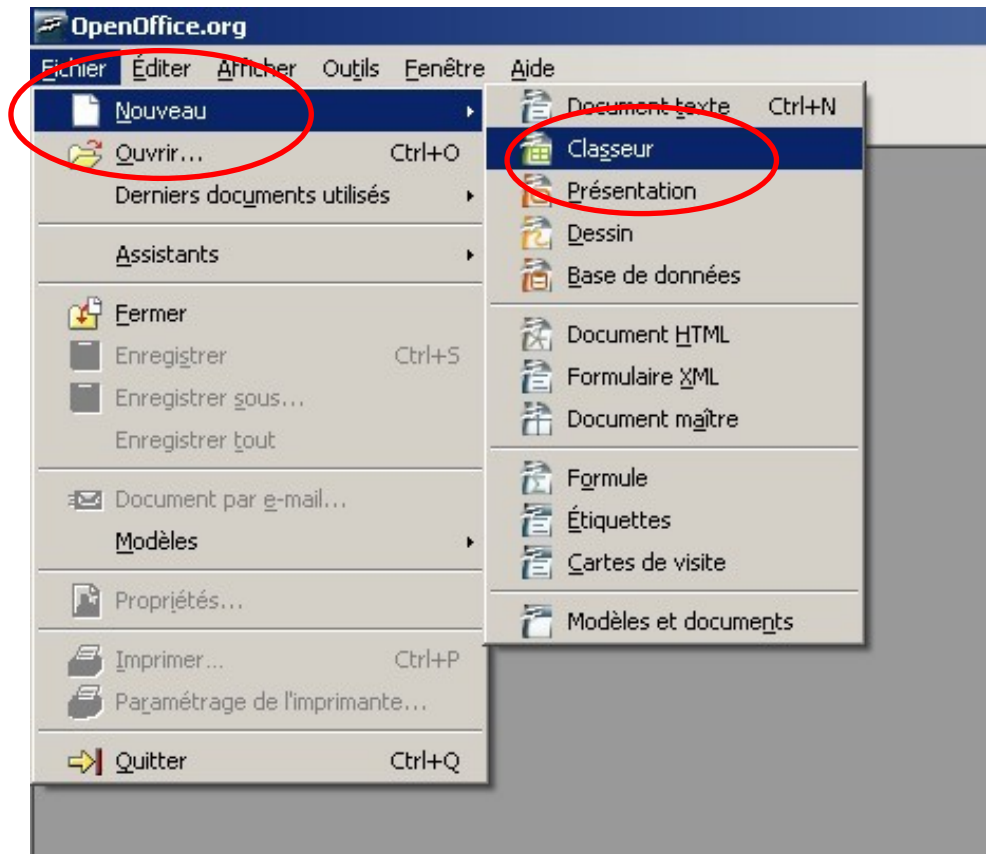 OpenOffice.org
Fichier Éditer Afficher Outils Fenêtre Aide
Nouveau
Ouvrir... Ctrl+O
Derniers documents utilisés
Assistants
Fermer
Enregistrer Ctrl+S
Enregistrer sous...
Enregistrer tout
Document par e-mail...
Modèles
Propriétés...
Imprimer... Ctrl+P
Paramétrage de l'imprimante...
Quitter Ctrl+Q
Document texte Ctrl+N
Classeur
Présentation
Dessin
Base de données
Document HTML
Formulaire XML
Document maître
Formule
Étiquettes
Cartes de visite
Modèles et documents